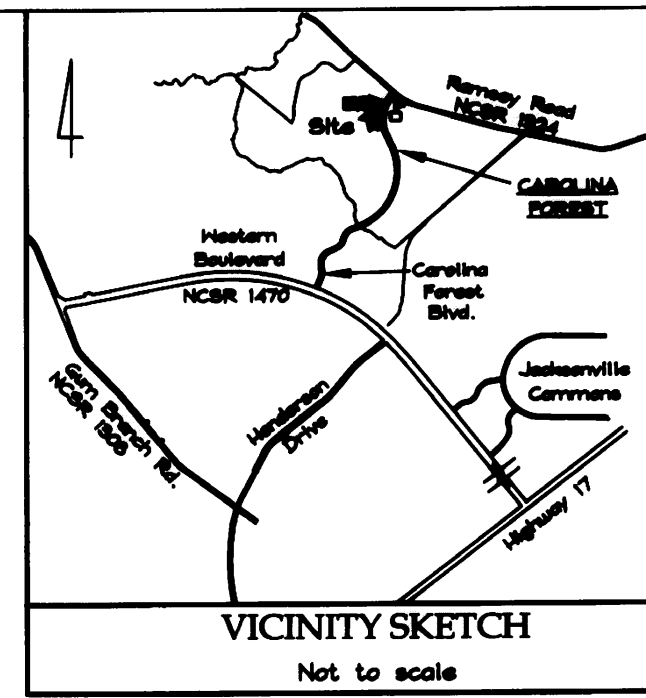 Ramsey Road
NCSR 1324
Site
CAROLINA
FOREST
Western
Boulevard
NCSR 1470
Carolina
Forest
Blvd.
Jacksonville
Commons
Gum Branch Rd.
NCSR 1308
Henderson
Drive
Highway 17
VICINITY SKETCH
Not to scale